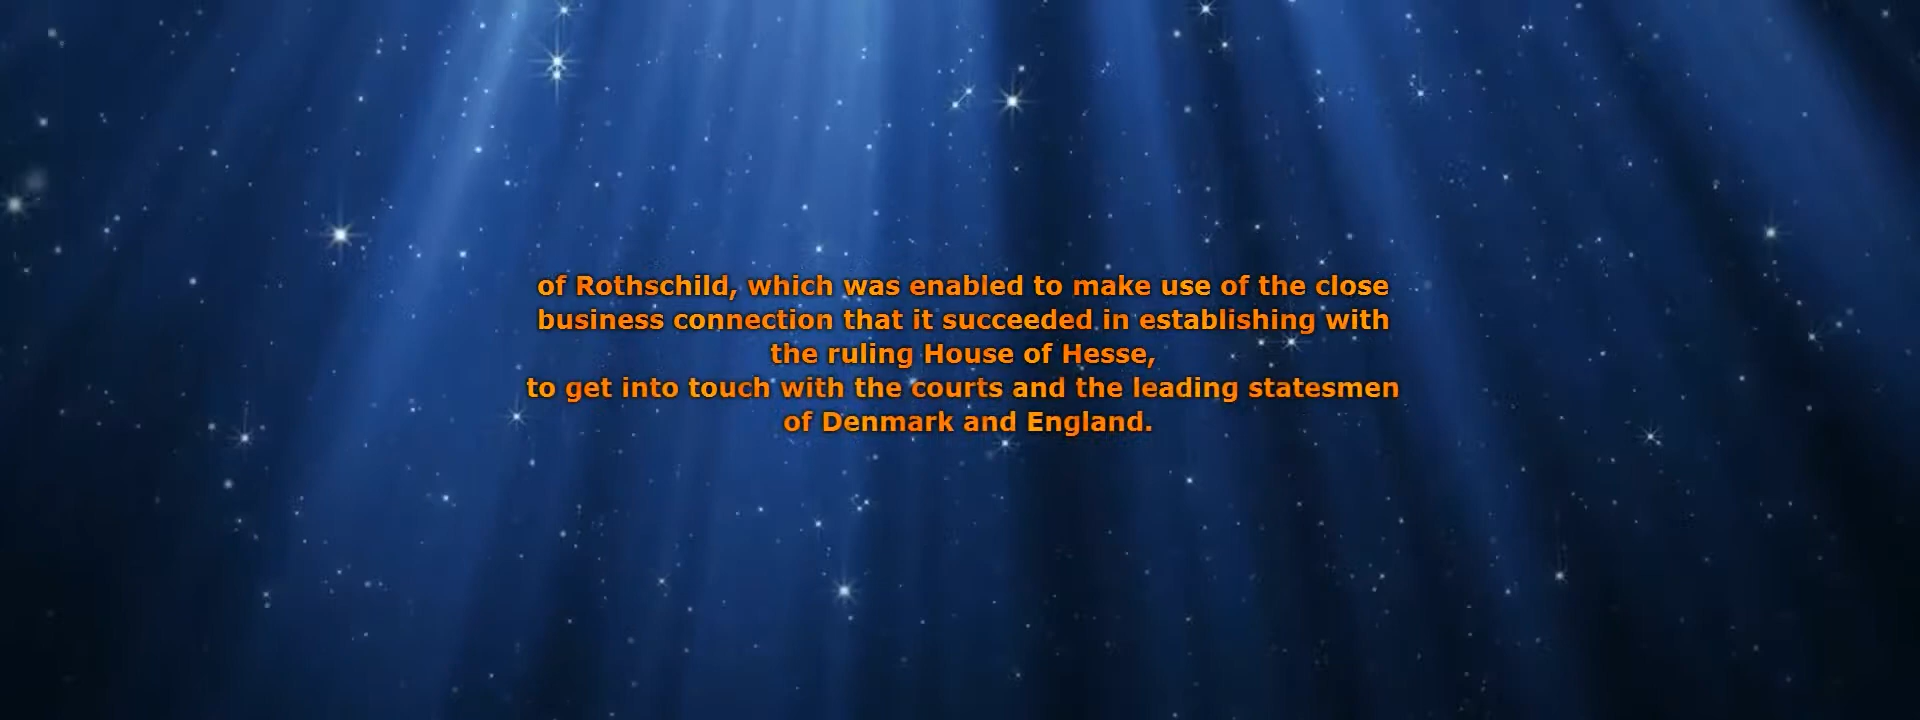 of Rothschild, which was enabled to make use of the close
business connection that it succeeded in establishing with
the ruling House of Hesse,
to get into touch with the courts and the leading statesmen
of Denmark and England.